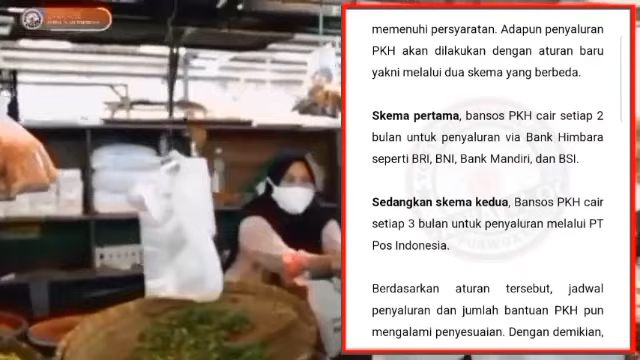 memenuhi persyaratan. Adapun penyaluran
PKH akan dilakukan dengan aturan baru
yakni melalui dua skema yang berbeda.
Skema pertama, bansos PKH cair setiap 2
bulan untuk penyaluran via Bank Himbara
seperti BRI, BNI, Bank Mandiri, dan BSI.
Sedangkan skema kedua, Bansos PKH cair
setiap 3 bulan untuk penyaluran melalui PT
Pos Indonesia.
Berdasarkan aturan tersebut, jadwal
penyaluran dan jumlah bantuan PKH pun
mengalami penyesuaian. Dengan demikian,